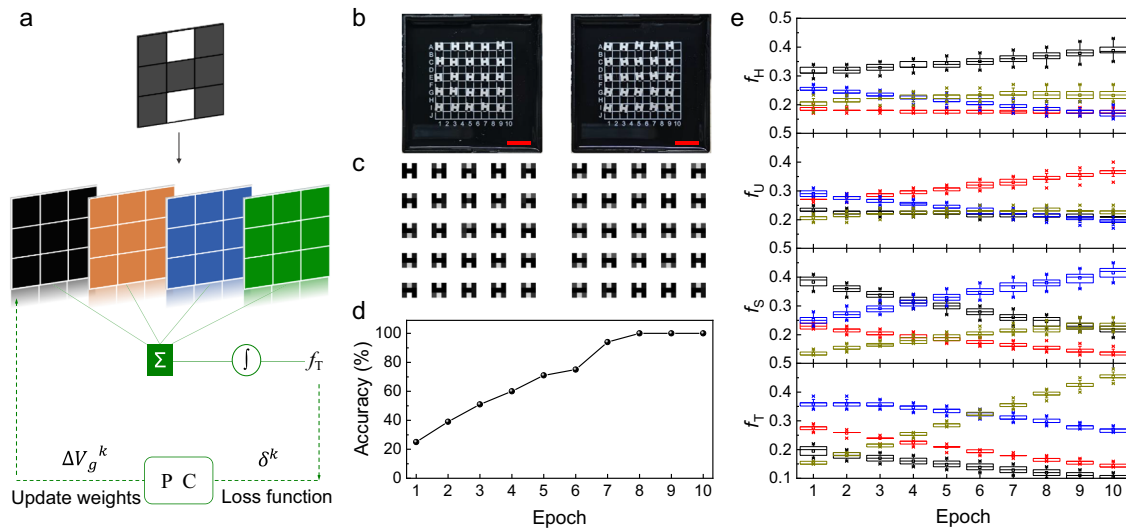 a
Σ
∫
f_T
ΔV_g^k
δ^k
P C
Update weights
Loss function
b
A
B
C
D
E
F
G
H
I
J
1 2 3 4 5 6 7 8 9 10
A
B
C
D
E
F
G
H
I
J
1 2 3 4 5 6 7 8 9 10
c
H H H H H H H H H H
H H H H H H H H H H
H H H H H H H H H H
H H H H H H H H H H
H H H H H H H H H H
d
Accuracy (%)
100
80
60
40
20
0
1 2 3 4 5 6 7 8 9 10
Epoch
e
f_H
0.5
0.4
0.3
0.2
f_U
0.5
0.4
0.3
0.2
f_S
0.5
0.4
0.3
0.2
f_T
0.5
0.4
0.3
0.2
0.1
1 2 3 4 5 6 7 8 9 10
Epoch